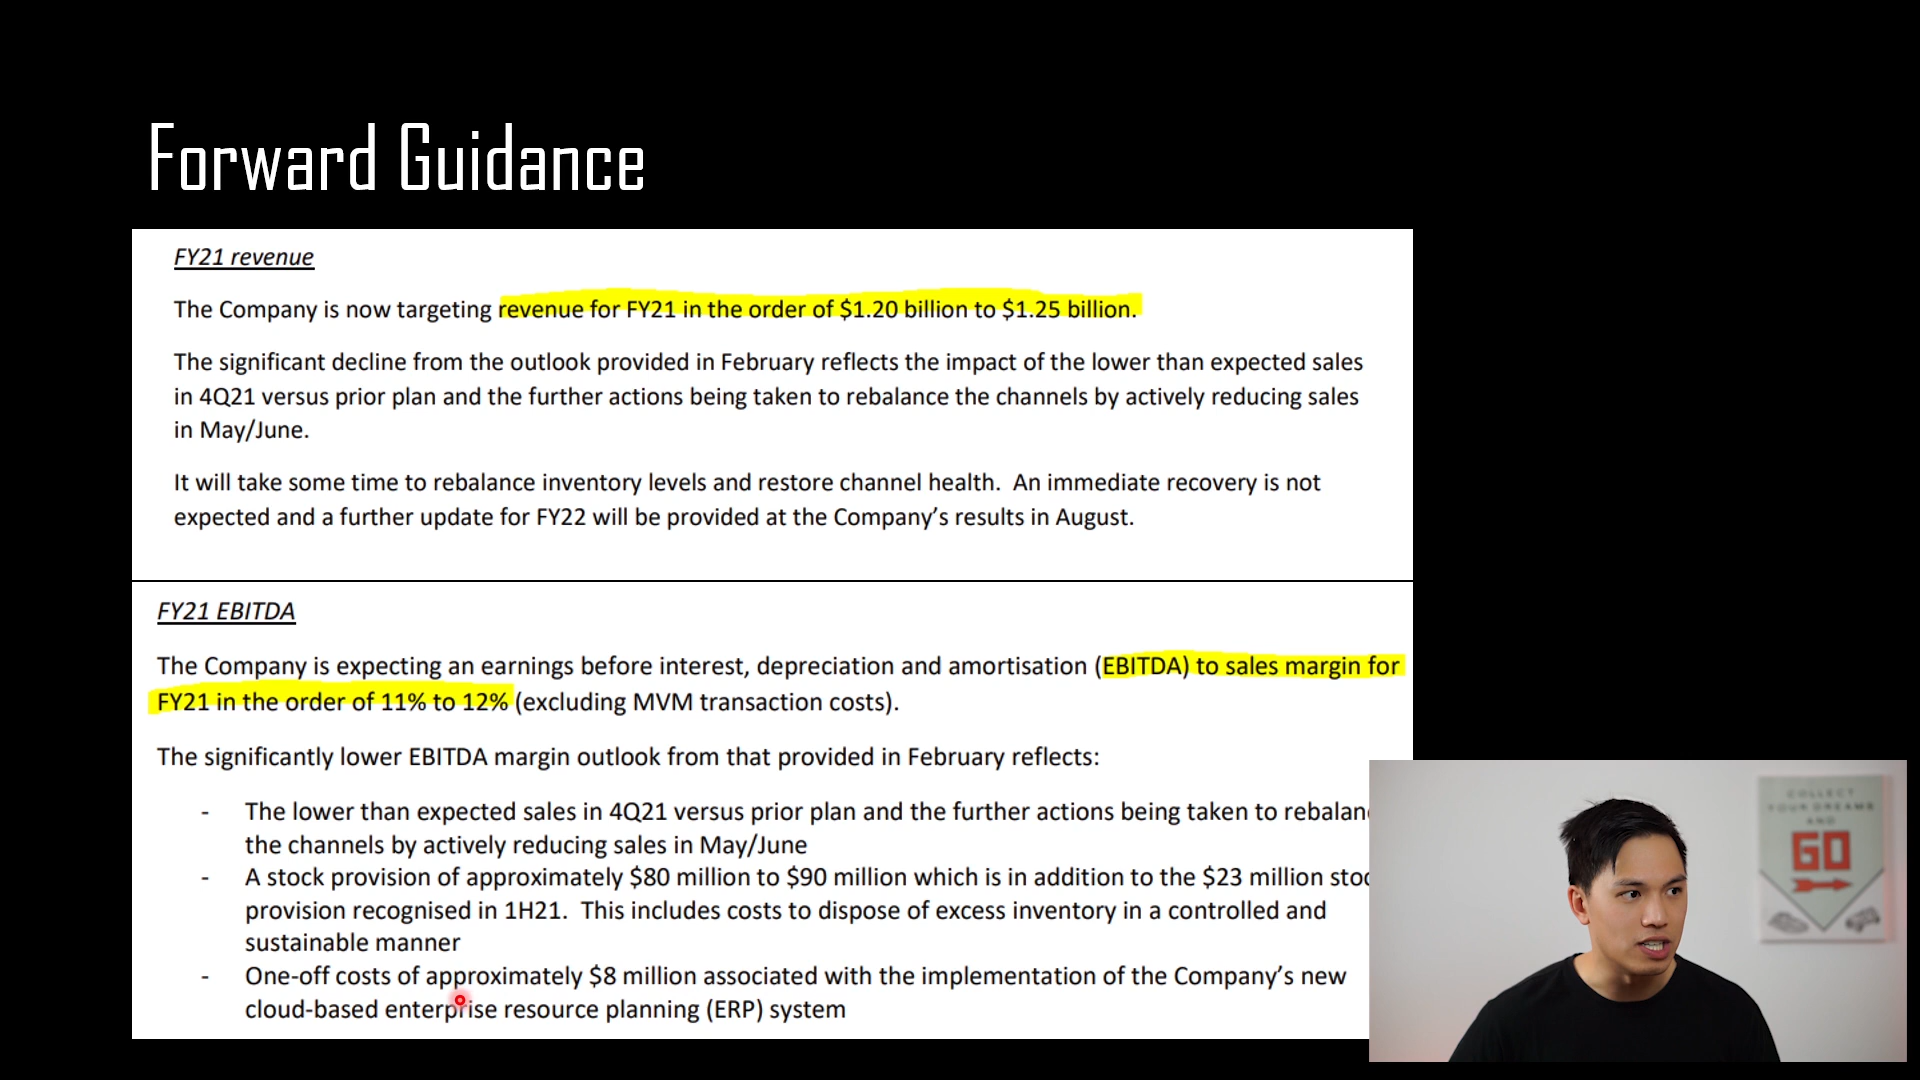 Forward Guidance
FY21 revenue
The Company is now targeting revenue for FY21 in the order of $1.20 billion to $1.25 billion.
The significant decline from the outlook provided in February reflects the impact of the lower than expected sales
in 4Q21 versus prior plan and the further actions being taken to rebalance the channels by actively reducing sales
in May/June.
It will take some time to rebalance inventory levels and restore channel health. An immediate recovery is not
expected and a further update for FY22 will be provided at the Company's results in August.
FY21 EBITDA
The Company is expecting an earnings before interest, depreciation and amortisation (EBITDA) to sales margin for
FY21 in the order of 11% to 12% (excluding MVM transaction costs).
The significantly lower EBITDA margin outlook from that provided in February reflects:
- The lower than expected sales in 4Q21 versus prior plan and the further actions being taken to rebalan
the channels by actively reducing sales in May/June
- A stock provision of approximately $80 million to $90 million which is in addition to the $23 million sto
provision recognised in 1H21. This includes costs to dispose of excess inventory in a controlled and
sustainable manner
- One-off costs of approximately $8 million associated with the implementation of the Company's new
cloud-based enterprise resource planning (ERP) system
COLLECT
YOUR DREAMS
AND
GO